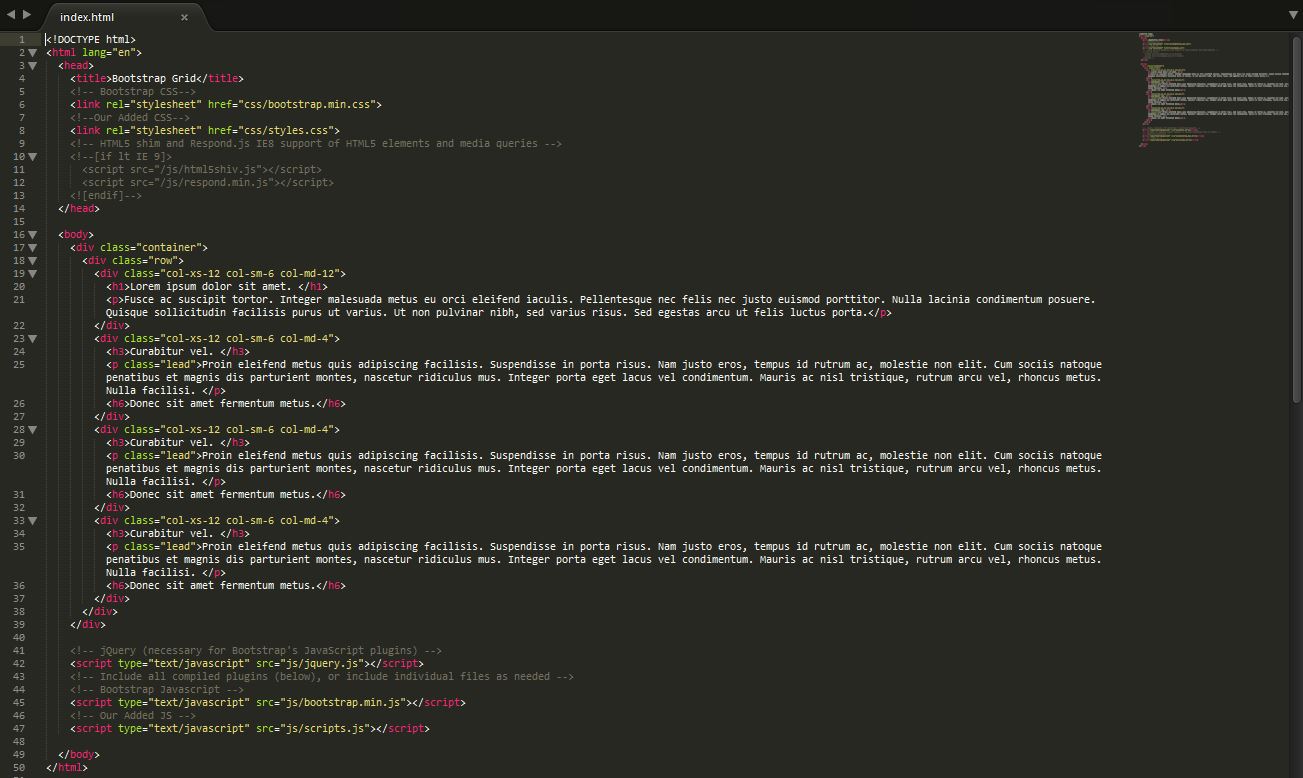 index.html ×
1 <!DOCTYPE html>
2 <html lang="en">
3 <head>
4 <title>Bootstrap Grid</title>
5 <!-- Bootstrap CSS-->
6 <link rel="stylesheet" href="css/bootstrap.min.css">
7 <!--Our Added CSS-->
8 <link rel="stylesheet" href="css/styles.css">
9 <!-- HTML5 shim and Respond.js IE8 support of HTML5 elements and media queries -->
10 <!--[if lt IE 9]>
11 <script src="/js/html5shiv.js"></script>
12 <script src="/js/respond.min.js"></script>
13 <![endif]-->
14 </head>
15
16 <body>
17 <div class="container">
18 <div class="row">
19 <div class="col-xs-12 col-sm-6 col-md-12">
20 <h1>Lorem ipsum dolor sit amet. </h1>
21 <p>Fusce ac suscipit tortor. Integer malesuada metus eu orci eleifend iaculis. Pellentesque nec felis nec justo euismod porttitor. Nulla lacinia condimentum posuere.
Quisque sollicitudin facilisis purus ut varius. Ut non pulvinar nibh, sed varius risus. Sed egestas arcu ut felis luctus porta.</p>
22 </div>
23 <div class="col-xs-12 col-sm-6 col-md-4">
24 <h3>Curabitur vel. </h3>
25 <p class="lead">Proin eleifend metus quis adipiscing facilisis. Suspendisse in porta risus. Nam justo eros, tempus id rutrum ac, molestie non elit. Cum sociis natoque
penatibus et magnis dis parturient montes, nascetur ridiculus mus. Integer porta eget lacus vel condimentum. Mauris ac nisl tristique, rutrum arcu vel, rhoncus metus.
Nulla facilisi. </p>
26 <h6>Donec sit amet fermentum metus.</h6>
27 </div>
28 <div class="col-xs-12 col-sm-6 col-md-4">
29 <h3>Curabitur vel. </h3>
30 <p class="lead">Proin eleifend metus quis adipiscing facilisis. Suspendisse in porta risus. Nam justo eros, tempus id rutrum ac, molestie non elit. Cum sociis natoque
penatibus et magnis dis parturient montes, nascetur ridiculus mus. Integer porta eget lacus vel condimentum. Mauris ac nisl tristique, rutrum arcu vel, rhoncus metus.
Nulla facilisi. </p>
31 <h6>Donec sit amet fermentum metus.</h6>
32 </div>
33 <div class="col-xs-12 col-sm-6 col-md-4">
34 <h3>Curabitur vel. </h3>
35 <p class="lead">Proin eleifend metus quis adipiscing facilisis. Suspendisse in porta risus. Nam justo eros, tempus id rutrum ac, molestie non elit. Cum sociis natoque
penatibus et magnis dis parturient montes, nascetur ridiculus mus. Integer porta eget lacus vel condimentum. Mauris ac nisl tristique, rutrum arcu vel, rhoncus metus.
Nulla facilisi. </p>
36 <h6>Donec sit amet fermentum metus.</h6>
37 </div>
38 </div>
39 </div>
40
41 <!-- jQuery (necessary for Bootstrap's JavaScript plugins) -->
42 <script type="text/javascript" src="js/jquery.js"></script>
43 <!-- Include all compiled plugins (below), or include individual files as needed -->
44 <!-- Bootstrap Javascript -->
45 <script type="text/javascript" src="js/bootstrap.min.js"></script>
46 <!-- Our Added JS -->
47 <script type="text/javascript" src="js/scripts.js"></script>
48
49 </body>
50 </html>